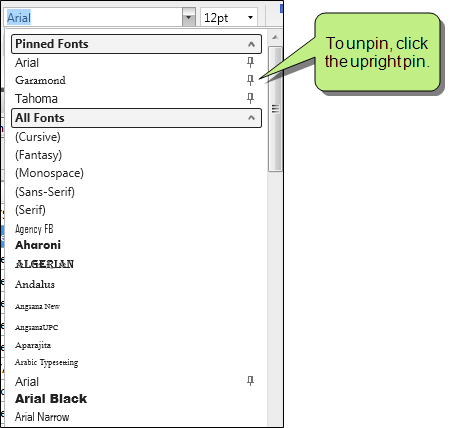 Arial 12pt
Pinned Fonts
Arial
Garamond
Tahoma
All Fonts
(Cursive)
(Fantasy)
(Monospace)
(Sans-Serif)
(Serif)
Agency FB
Aharoni
ALGERIAN
Andalus
Angsana New
AngsanaUPC
Aparajita
Arabic Typesetting
Arial
Arial Black
Arial Narrow
To unpin, click
the upright pin.